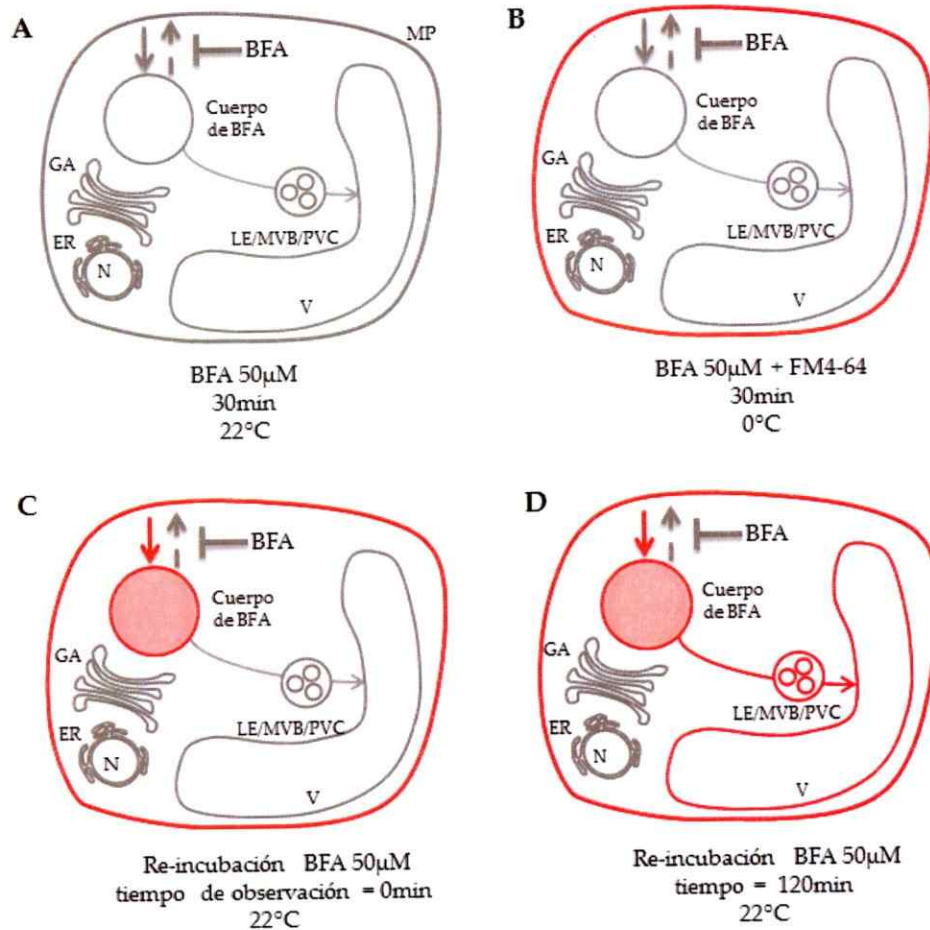 A
MP
BFA
Cuerpo
de BFA
GA
ER
N
LE/MVB/PVC
V
BFA 50µM
30min
22°C
B
BFA
Cuerpo
de BFA
GA
ER
N
LE/MVB/PVC
V
BFA 50µM + FM4-64
30min
0°C
C
BFA
Cuerpo
de BFA
GA
ER
N
LE/MVB/PVC
V
Re-incubación BFA 50µM
tiempo de observación = 0min
22°C
D
BFA
Cuerpo
de BFA
GA
ER
N
LE/MVB/PVC
V
Re-incubación BFA 50µM
tiempo = 120min
22°C